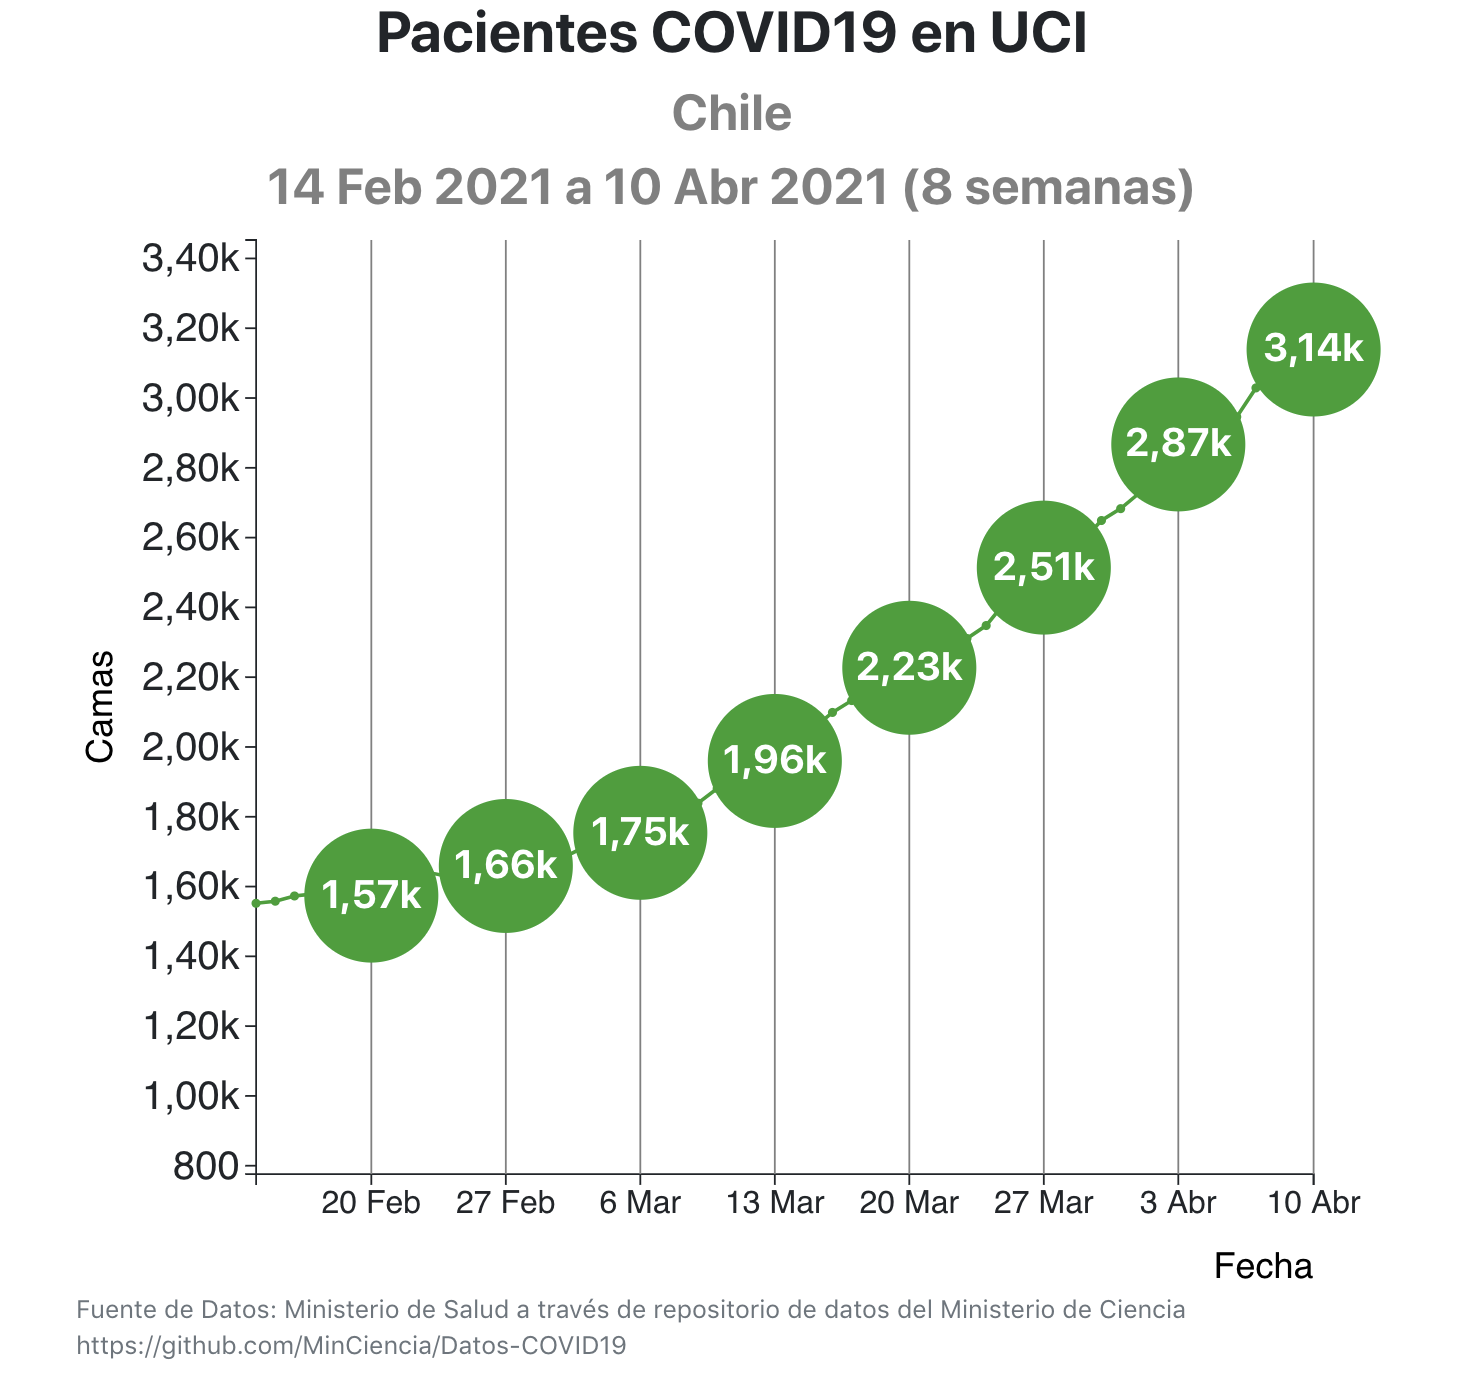 Pacientes COVID19 en UCI
Chile
14 Feb 2021 a 10 Abr 2021 (8 semanas)
3,40k
3,20k
3,00k
2,80k
2,60k
2,40k
2,20k
2,00k
1,80k
1,60k
1,40k
1,20k
1,00k
800
Camas
1,57k
1,66k
1,75k
1,96k
2,23k
2,51k
2,87k
3,14k
20 Feb 27 Feb 6 Mar 13 Mar 20 Mar 27 Mar 3 Abr 10 Abr
Fecha
Fuente de Datos: Ministerio de Salud a través de repositorio de datos del Ministerio de Ciencia
https://github.com/MinCiencia/Datos-COVID19